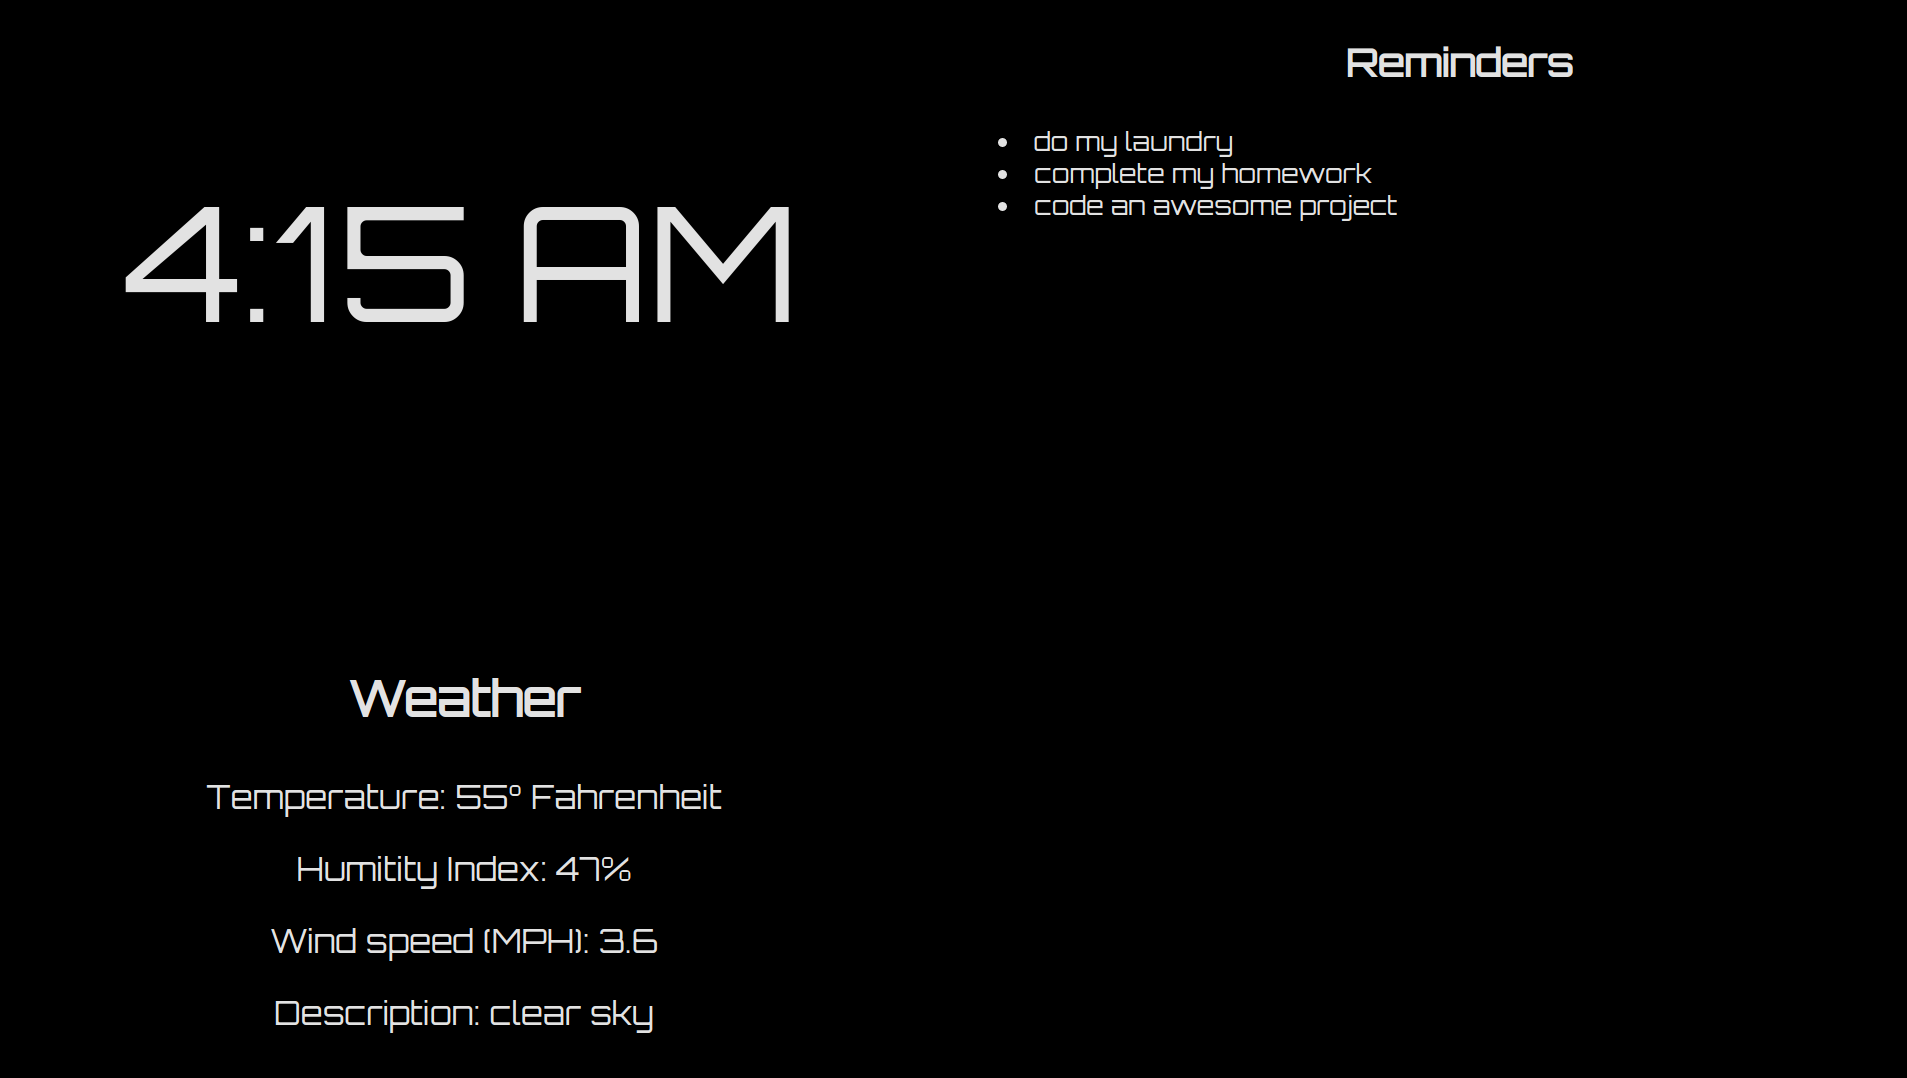 4:15 AM
Reminders
do my laundry
complete my homework
code an awesome project
Weather
Temperature: 55º Fahrenheit
Humitity Index: 47%
Wind speed (MPH): 3.6
Description: clear sky